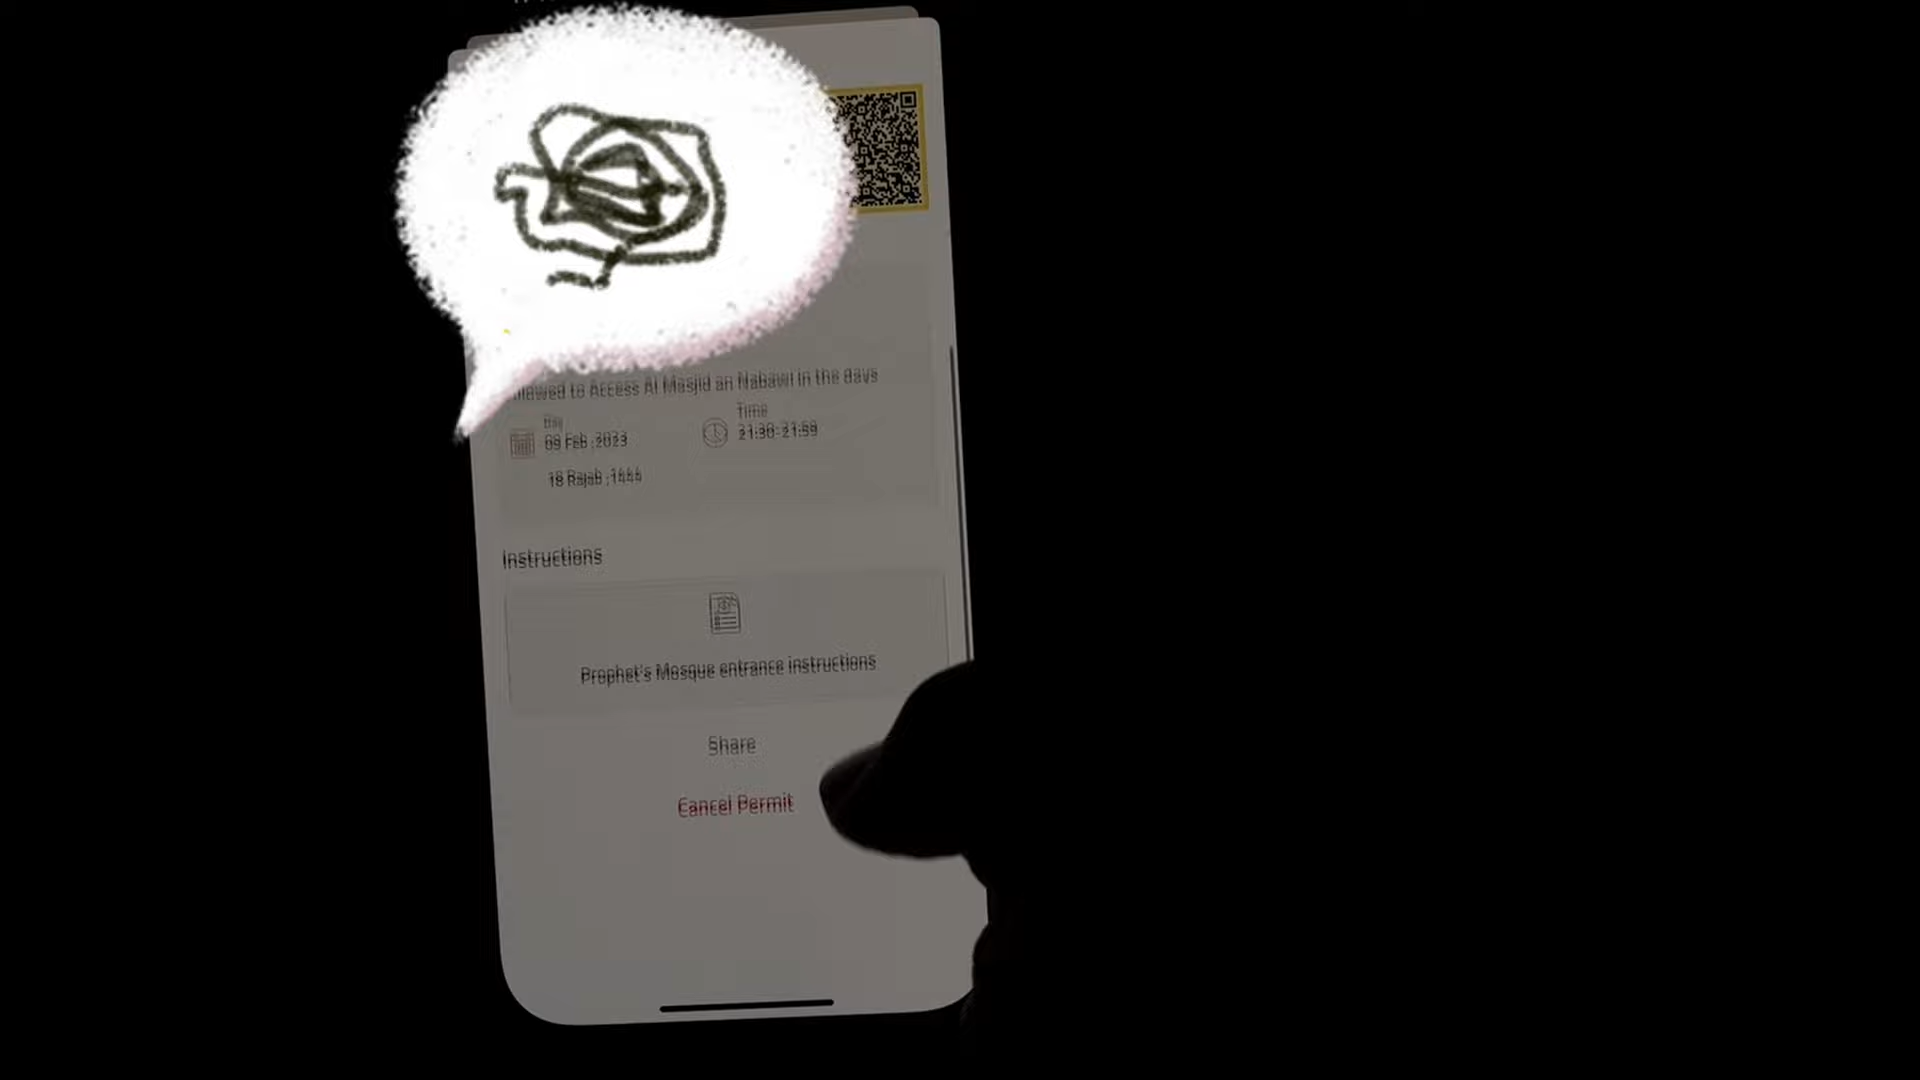 to Access Al Masjid an Nabawi in the days
Day
Time
09 Feb ,2023
21:30-21:59
18 Rajab ,1444
Instructions
Prophet's Mosque entrance instructions
Share
Cancel Permit